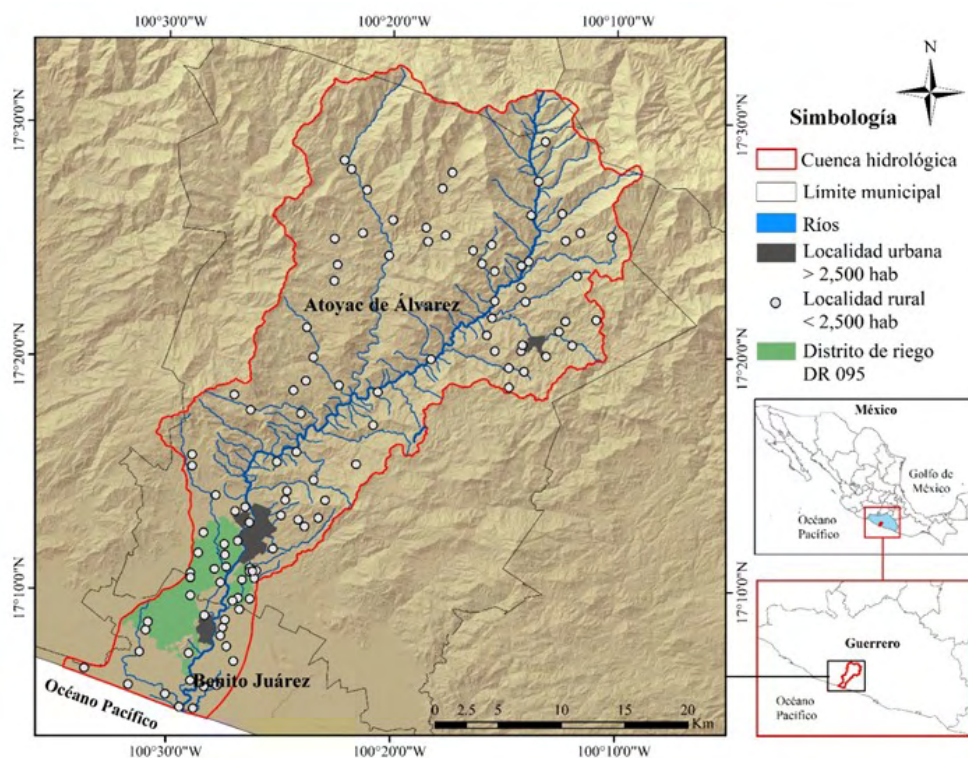 100°30'0"W 100°20'0"W 100°10'0"W
17°30'0"N
17°20'0"N
17°10'0"N
Atoyac de Álvarez
Benito Juárez
Océano Pacífico
0 2.5 5 10 15 20
Km
100°30'0"W 100°20'0"W 100°10'0"W
17°30'0"N
17°20'0"N
17°10'0"N
N
Simbología
Cuenca hidrológica
Límite municipal
Ríos
Localidad urbana
> 2,500 hab
Localidad rural
< 2,500 hab
Distrito de riego
DR 095
México
Golfo de
México
Océano
Pacífico
Guerrero
Océano
Pacífico